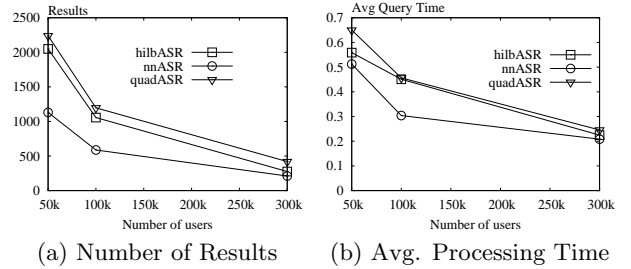 Results
2500
2000
1500
1000
500
0
hilbASR
nnASR
quadASR
50k 100k 150k 200k 250k 300k
Number of users
(a) Number of Results
Avg Query Time
0.7
0.6
0.5
0.4
0.3
0.2
0.1
0
hilbASR
nnASR
quadASR
50k 100k 150k 200k 250k 300k
Number of users
(b) Avg. Processing Time